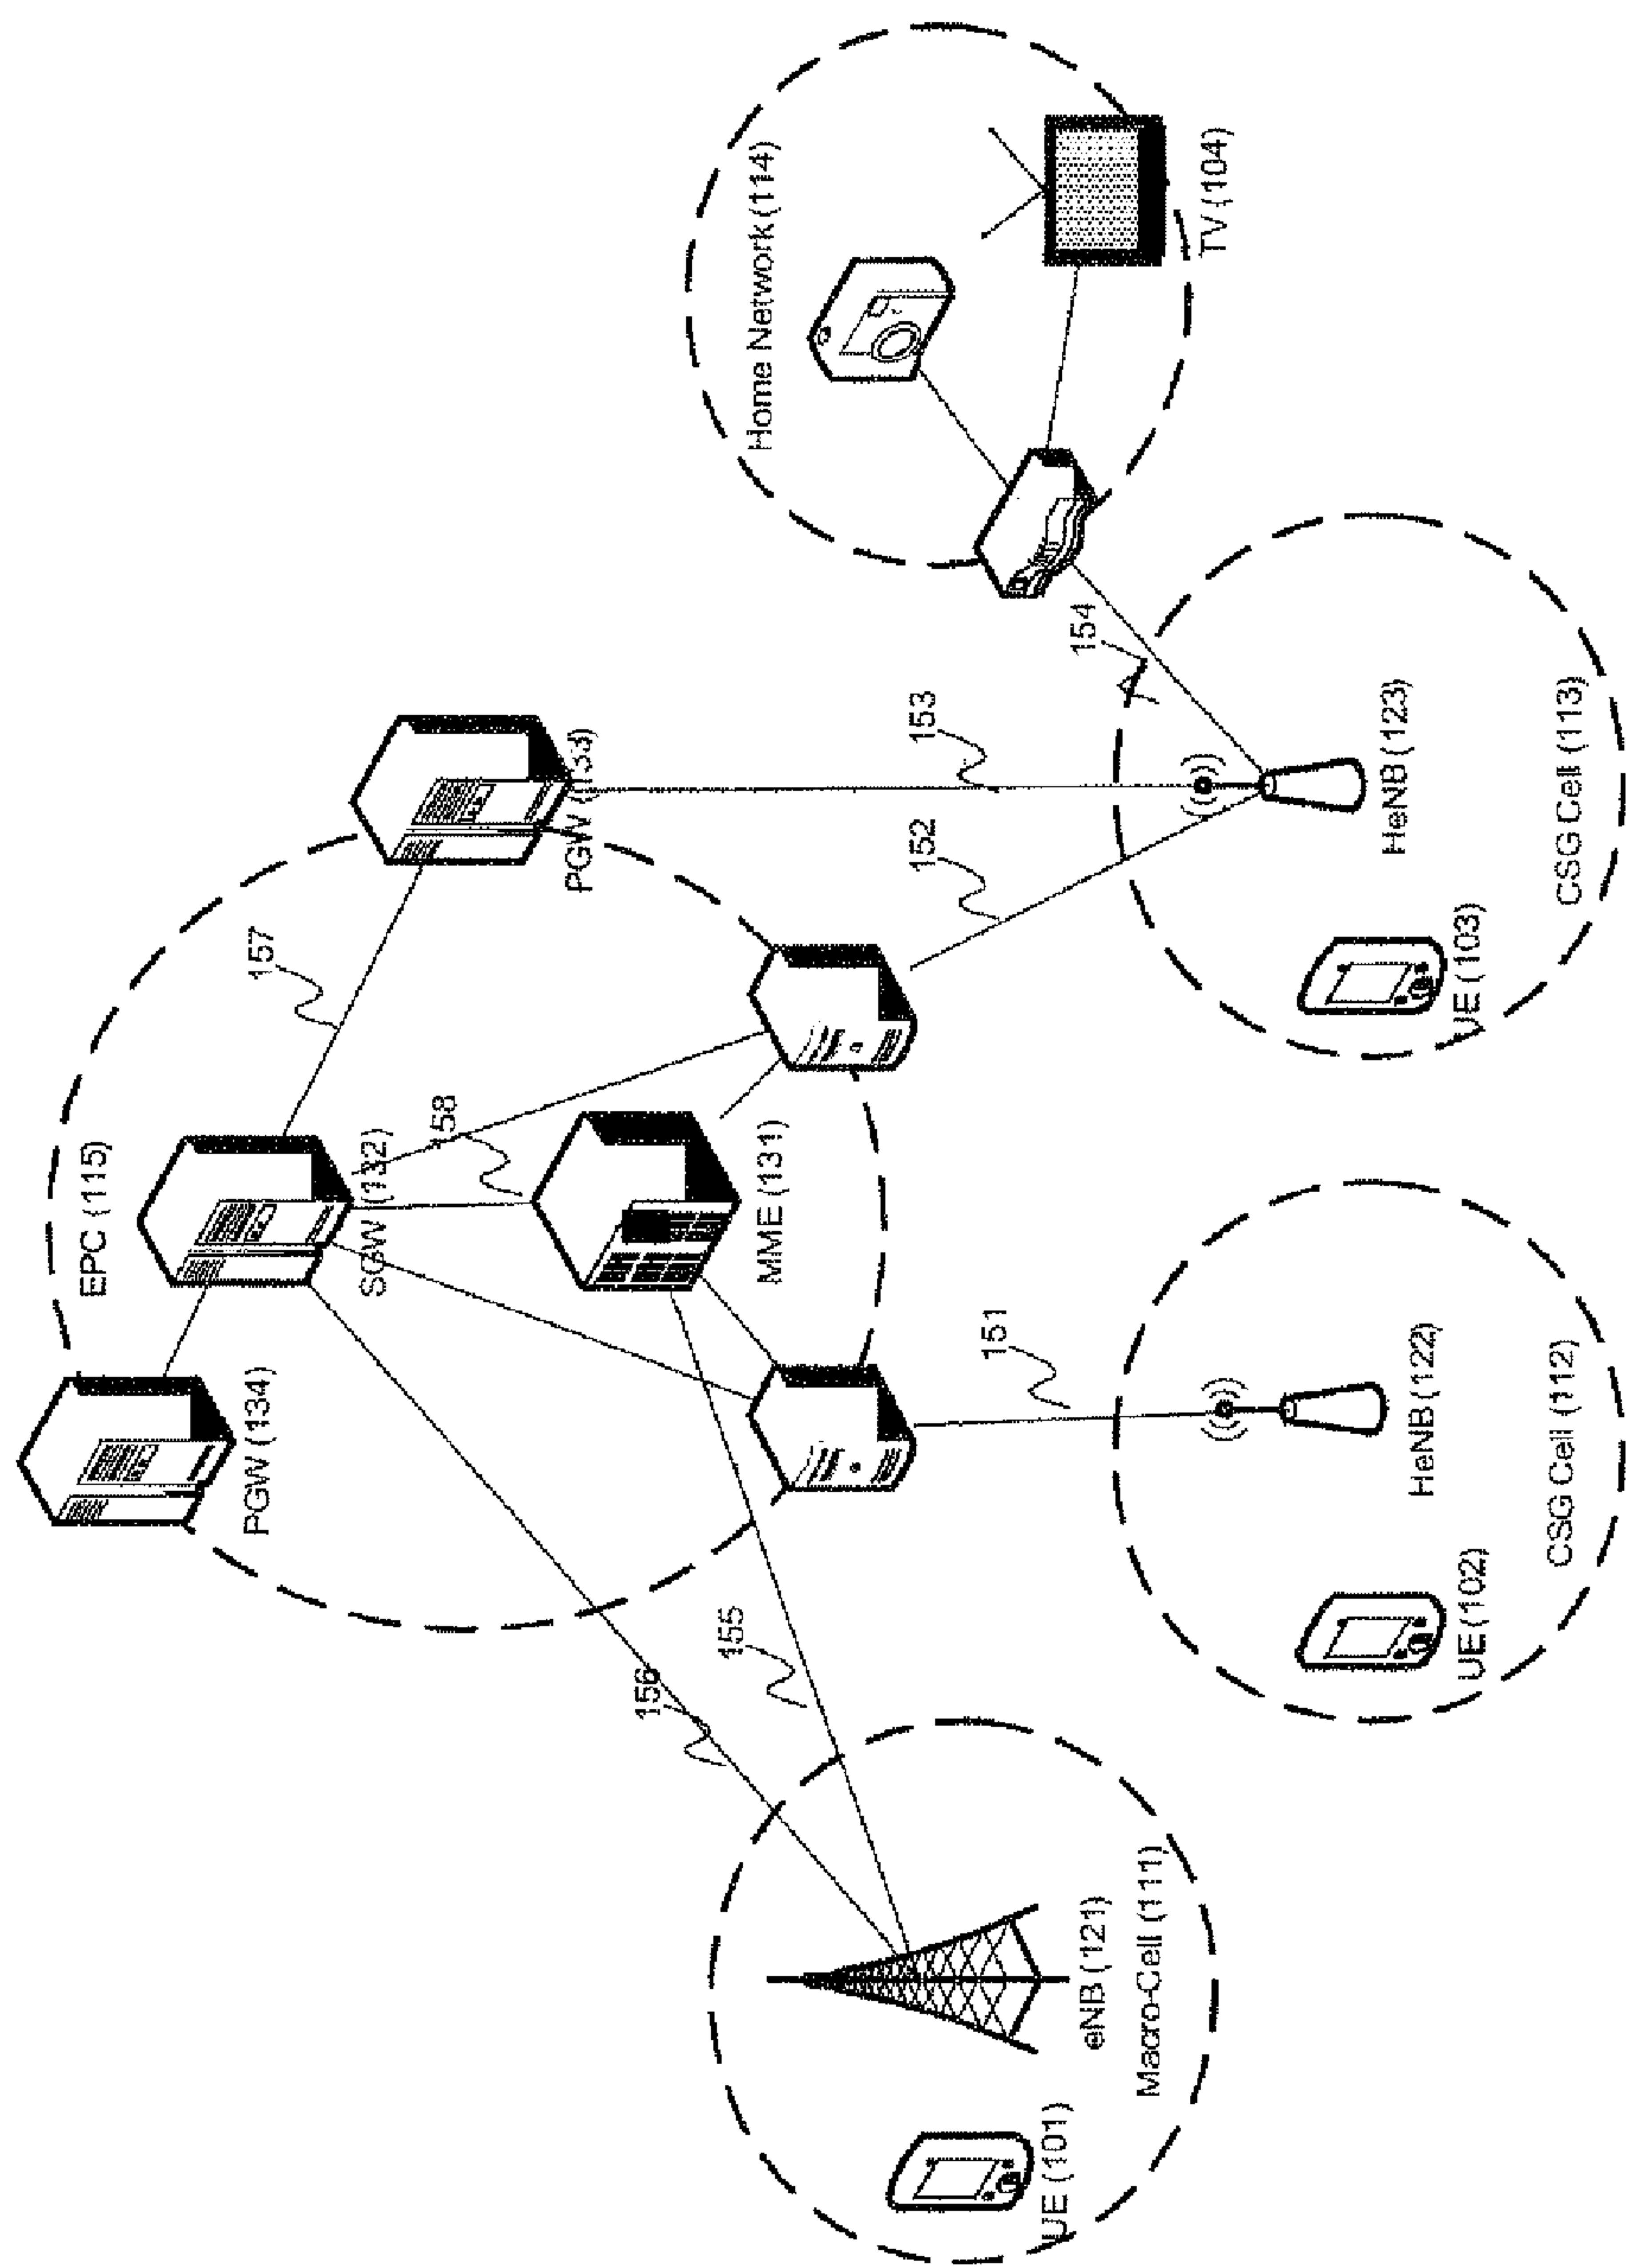 EPC (115)
PGW (134)
SGW (132)
PGW (133)
MME (131)
157
158
156
155
151
152
153
154
Home Network (114)
TV (104)
eNB (121)
Macro-Cell (111)
UE (101)
HeNB (122)
CSG Cell (112)
UE (102)
HeNB (123)
CSG Cell (113)
UE (103)